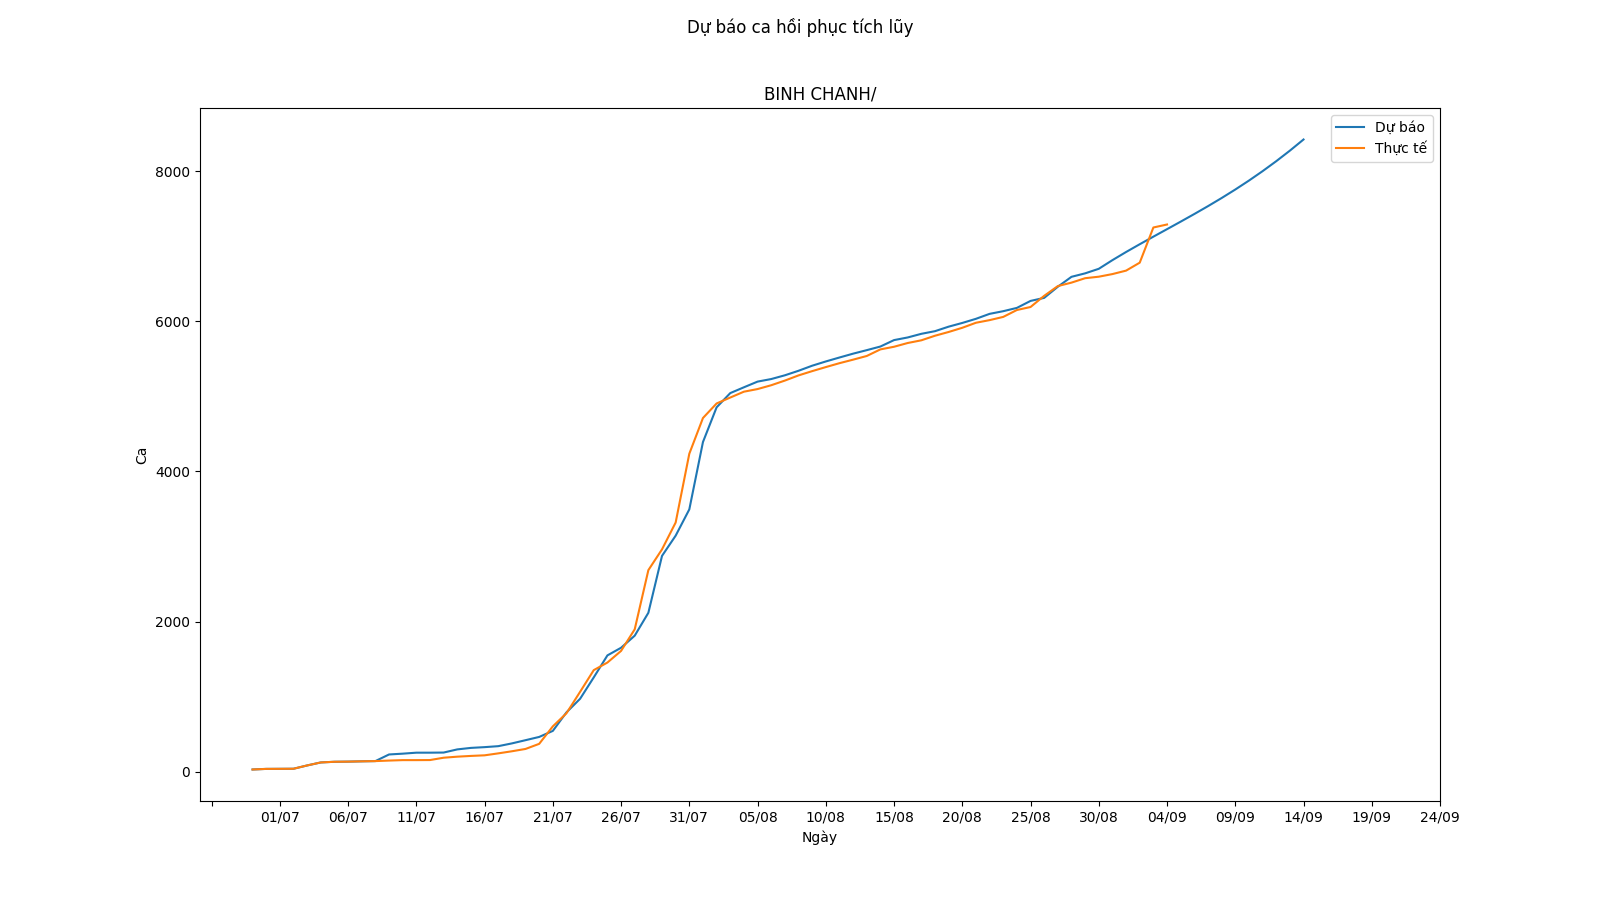 Dự báo ca hồi phục tích lũy
BINH CHANH/
Dự báo
Thực tế
8000
6000
4000
2000
0
Ca
01/07 06/07 11/07 16/07 21/07 26/07 31/07 05/08 10/08 15/08 20/08 25/08 30/08 04/09 09/09 14/09 19/09 24/09
Ngày